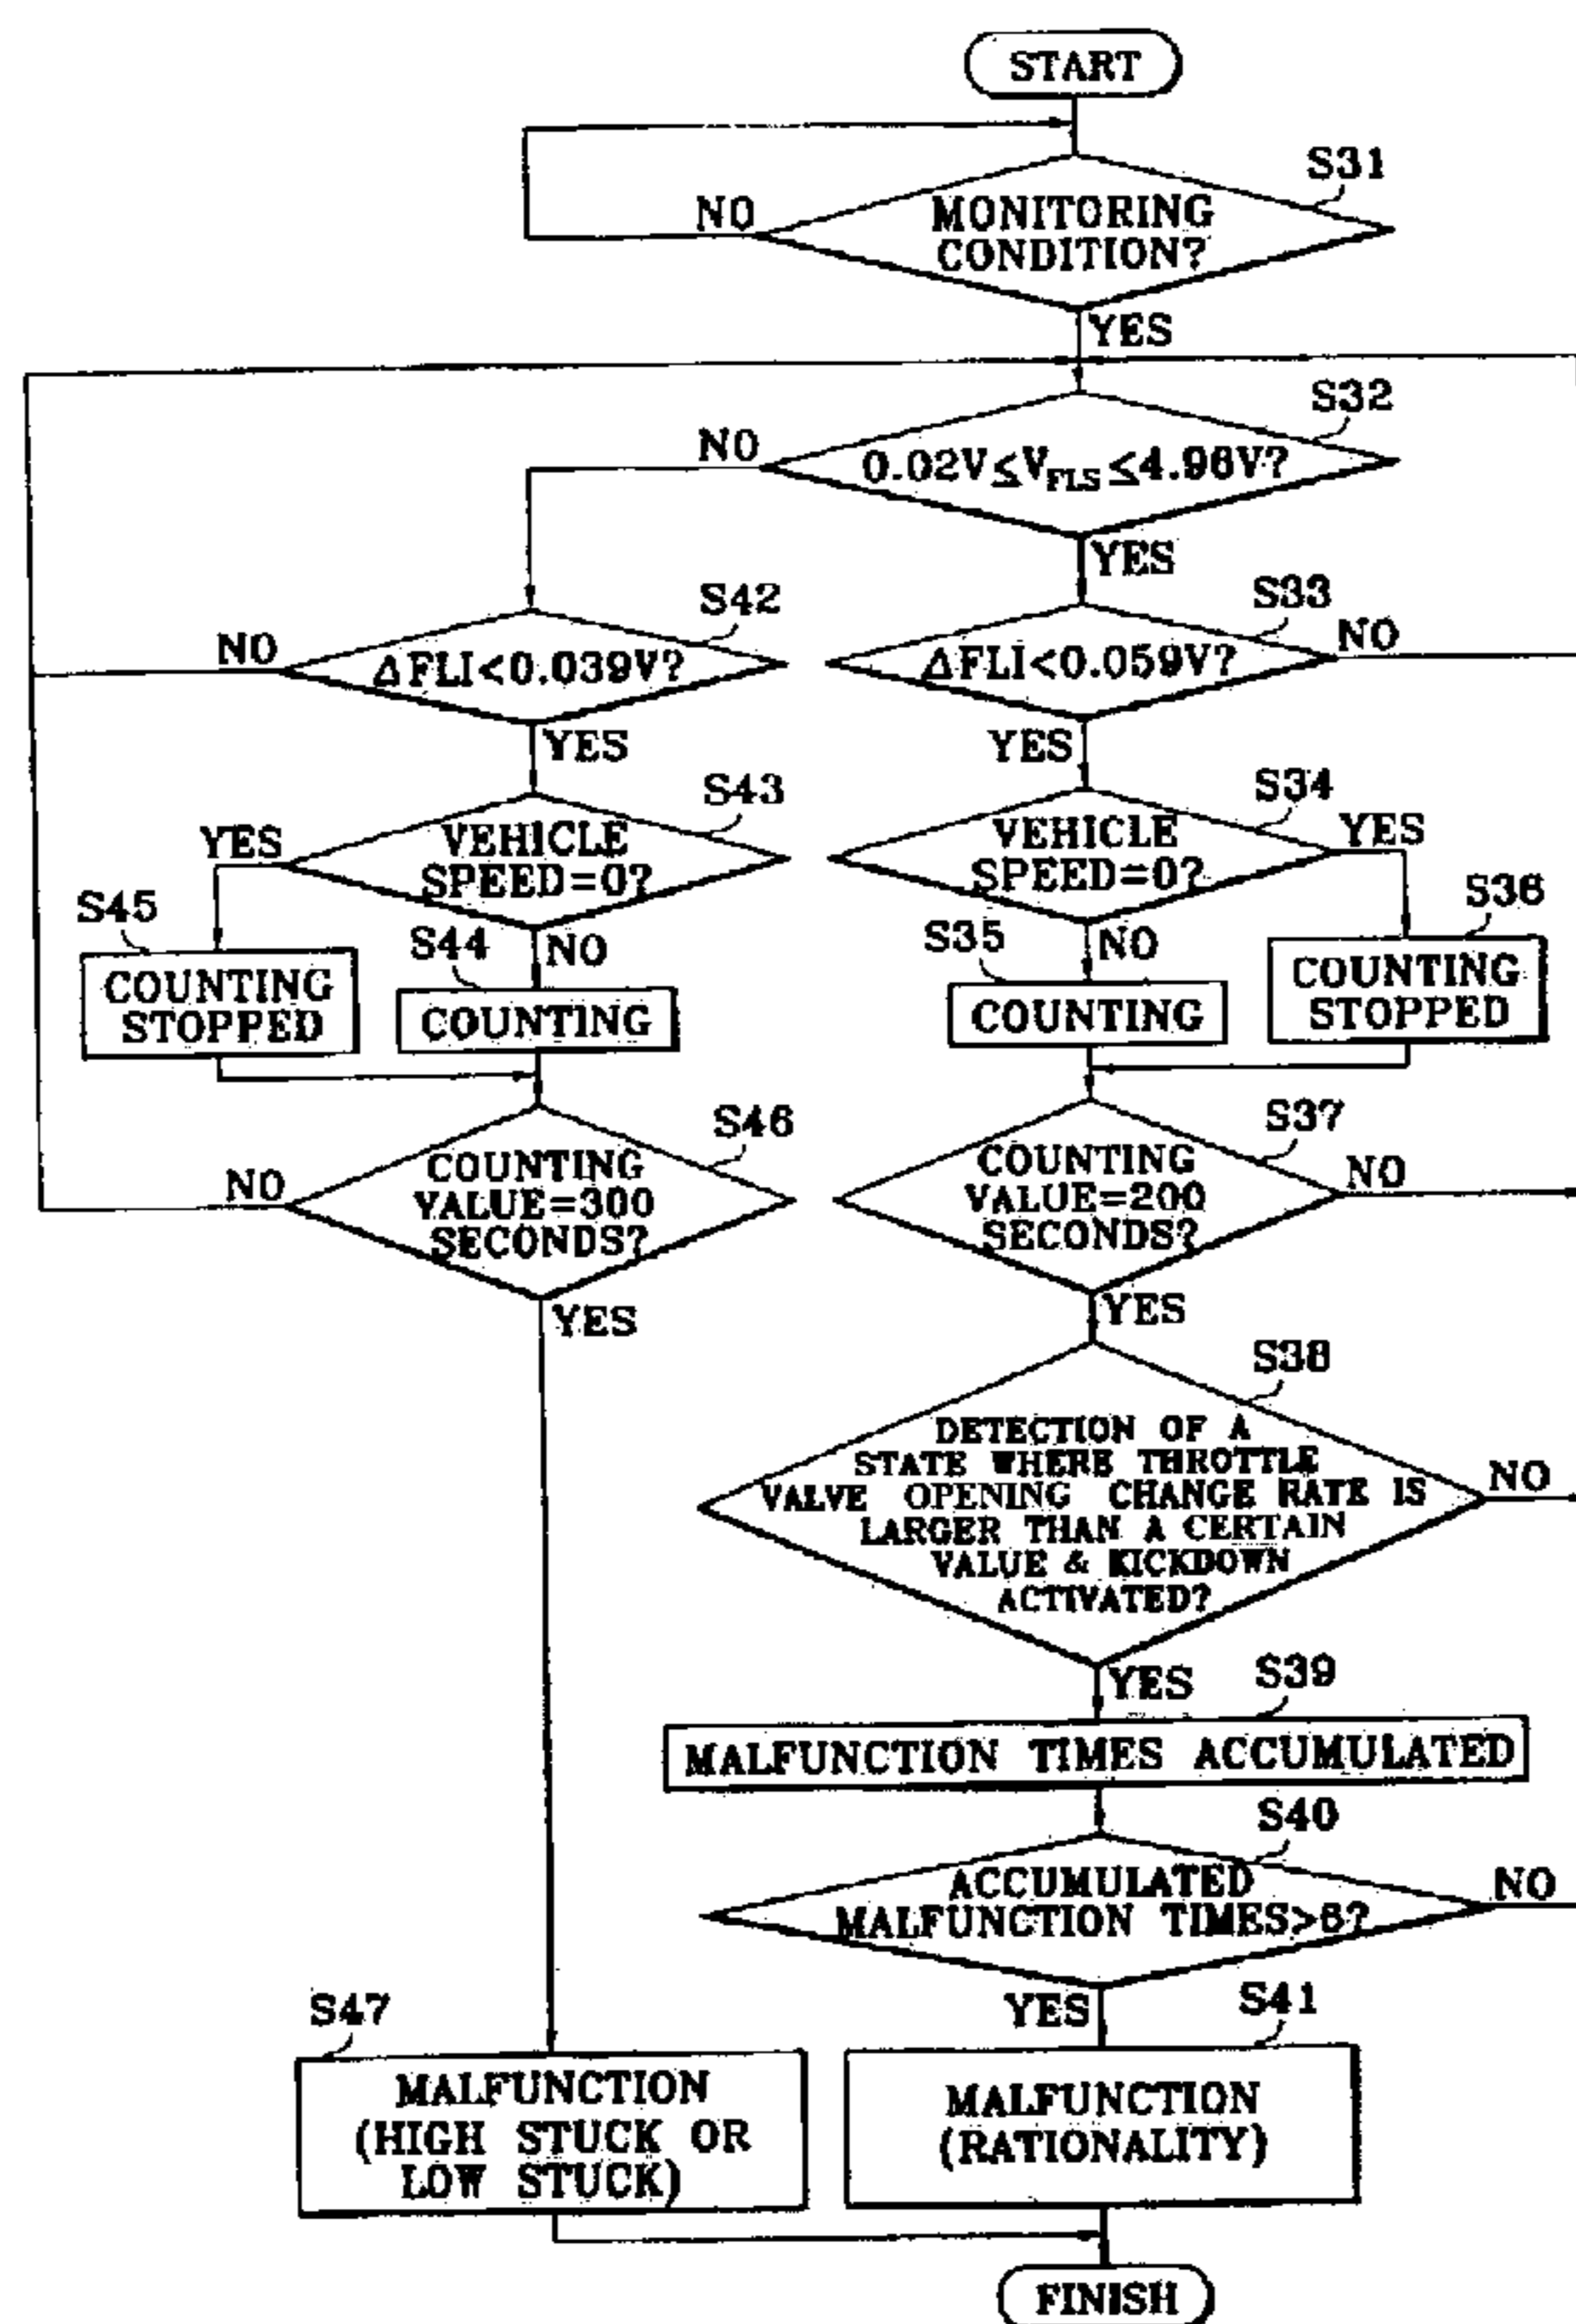 START
S31
NO
MONITORING
CONDITION?
YES
S32
NO
0.02V≤V_FLS≤4.98V?
YES
S42
S33
NO
ΔFLI<0.039V?
ΔFLI<0.059V?
NO
YES
YES
S43
S34
YES
VEHICLE
SPEED=0?
VEHICLE
SPEED=0?
YES
S45
S44
NO
S35
NO
S36
COUNTING
STOPPED
COUNTING
COUNTING
COUNTING
STOPPED
S46
S37
NO
COUNTING
VALUE=300
SECONDS?
COUNTING
VALUE=200
SECONDS?
NO
YES
YES
S38
DETECTION OF A
STATE WHERE THROTTLE
VALVE OPENING CHANGE RATE IS
LARGER THAN A CERTAIN
VALUE & KICKDOWN
ACTIVATED?
NO
YES
S39
MALFUNCTION TIMES ACCUMULATED
S40
ACCUMULATED
MALFUNCTION TIMES>6?
NO
YES
S47
S41
MALFUNCTION
(HIGH STUCK OR
LOW STUCK)
MALFUNCTION
(RATIONALITY)
FINISH